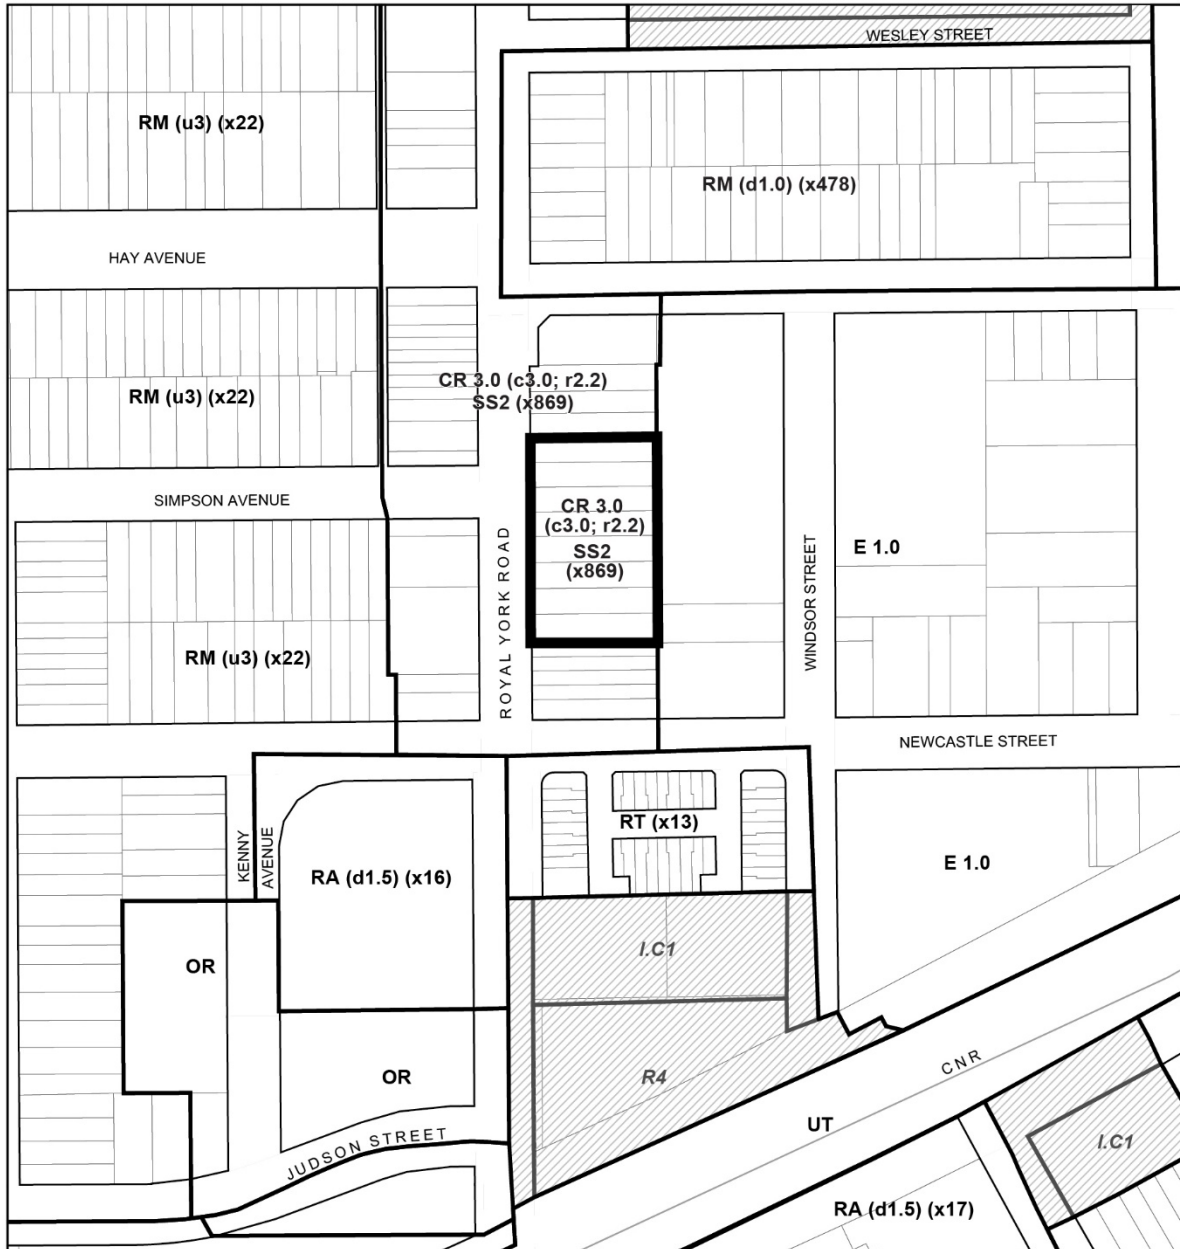 WESLEY STREET
RM (u3) (x22)
RM (d1.0) (x478)
HAY AVENUE
CR 3.0 (c3.0; r2.2)
SS2 (x869)
RM (u3) (x22)
SIMPSON AVENUE
CR 3.0
(c3.0; r2.2)
SS2
(x869)
E 1.0
ROYAL YORK ROAD
WINDSOR STREET
RM (u3) (x22)
NEWCASTLE STREET
KENNY
AVENUE
RT (x13)
RA (d1.5) (x16)
E 1.0
I.C1
OR
OR
R4
CNR
UT
JUDSON STREET
I.C1
RA (d1.5) (x17)